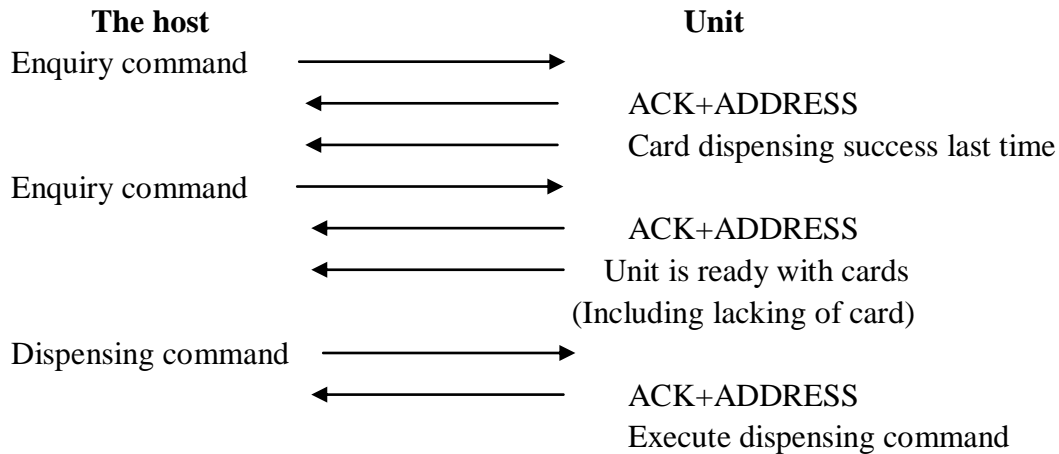 The host Unit
Enquiry command
ACK+ADDRESS
Card dispensing success last time
Enquiry command
ACK+ADDRESS
Unit is ready with cards
(Including lacking of card)
Dispensing command
ACK+ADDRESS
Execute dispensing command